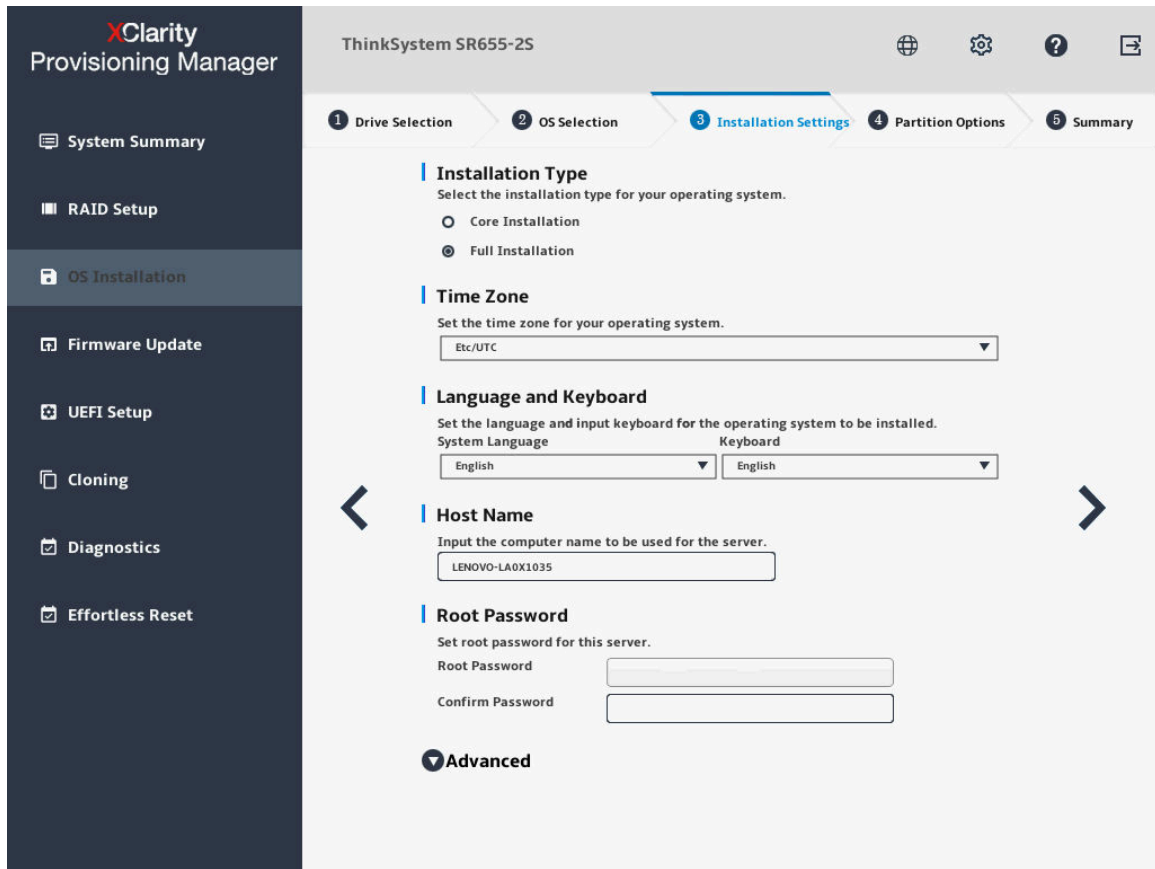 XClarity
Provisioning Manager
System Summary
RAID Setup
OS Installation
Firmware Update
UEFI Setup
Cloning
Diagnostics
Effortless Reset
ThinkSystem SR655-2S
?
1 Drive Selection
2 OS Selection
3 Installation Settings
4 Partition Options
5 Summary
Installation Type
Select the installation type for your operating system.
Core Installation
Full Installation
Time Zone
Set the time zone for your operating system.
Etc/UTC
Language and Keyboard
Set the language and input keyboard for the operating system to be installed.
System Language Keyboard
English English
Host Name
Input the computer name to be used for the server.
LENOVO-LA0X1035
Root Password
Set root password for this server.
Root Password
Confirm Password
Advanced